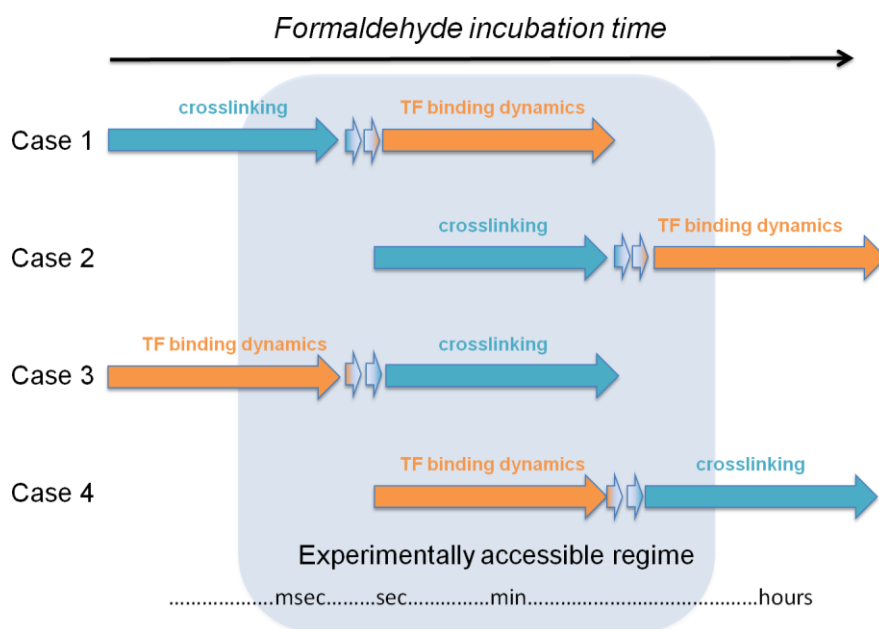 Formaldehyde incubation time
crosslinking TF binding dynamics
Case 1
crosslinking TF binding dynamics
Case 2
TF binding dynamics crosslinking
Case 3
TF binding dynamics crosslinking
Case 4
Experimentally accessible regime
..................msec.........sec..............min........................................hours